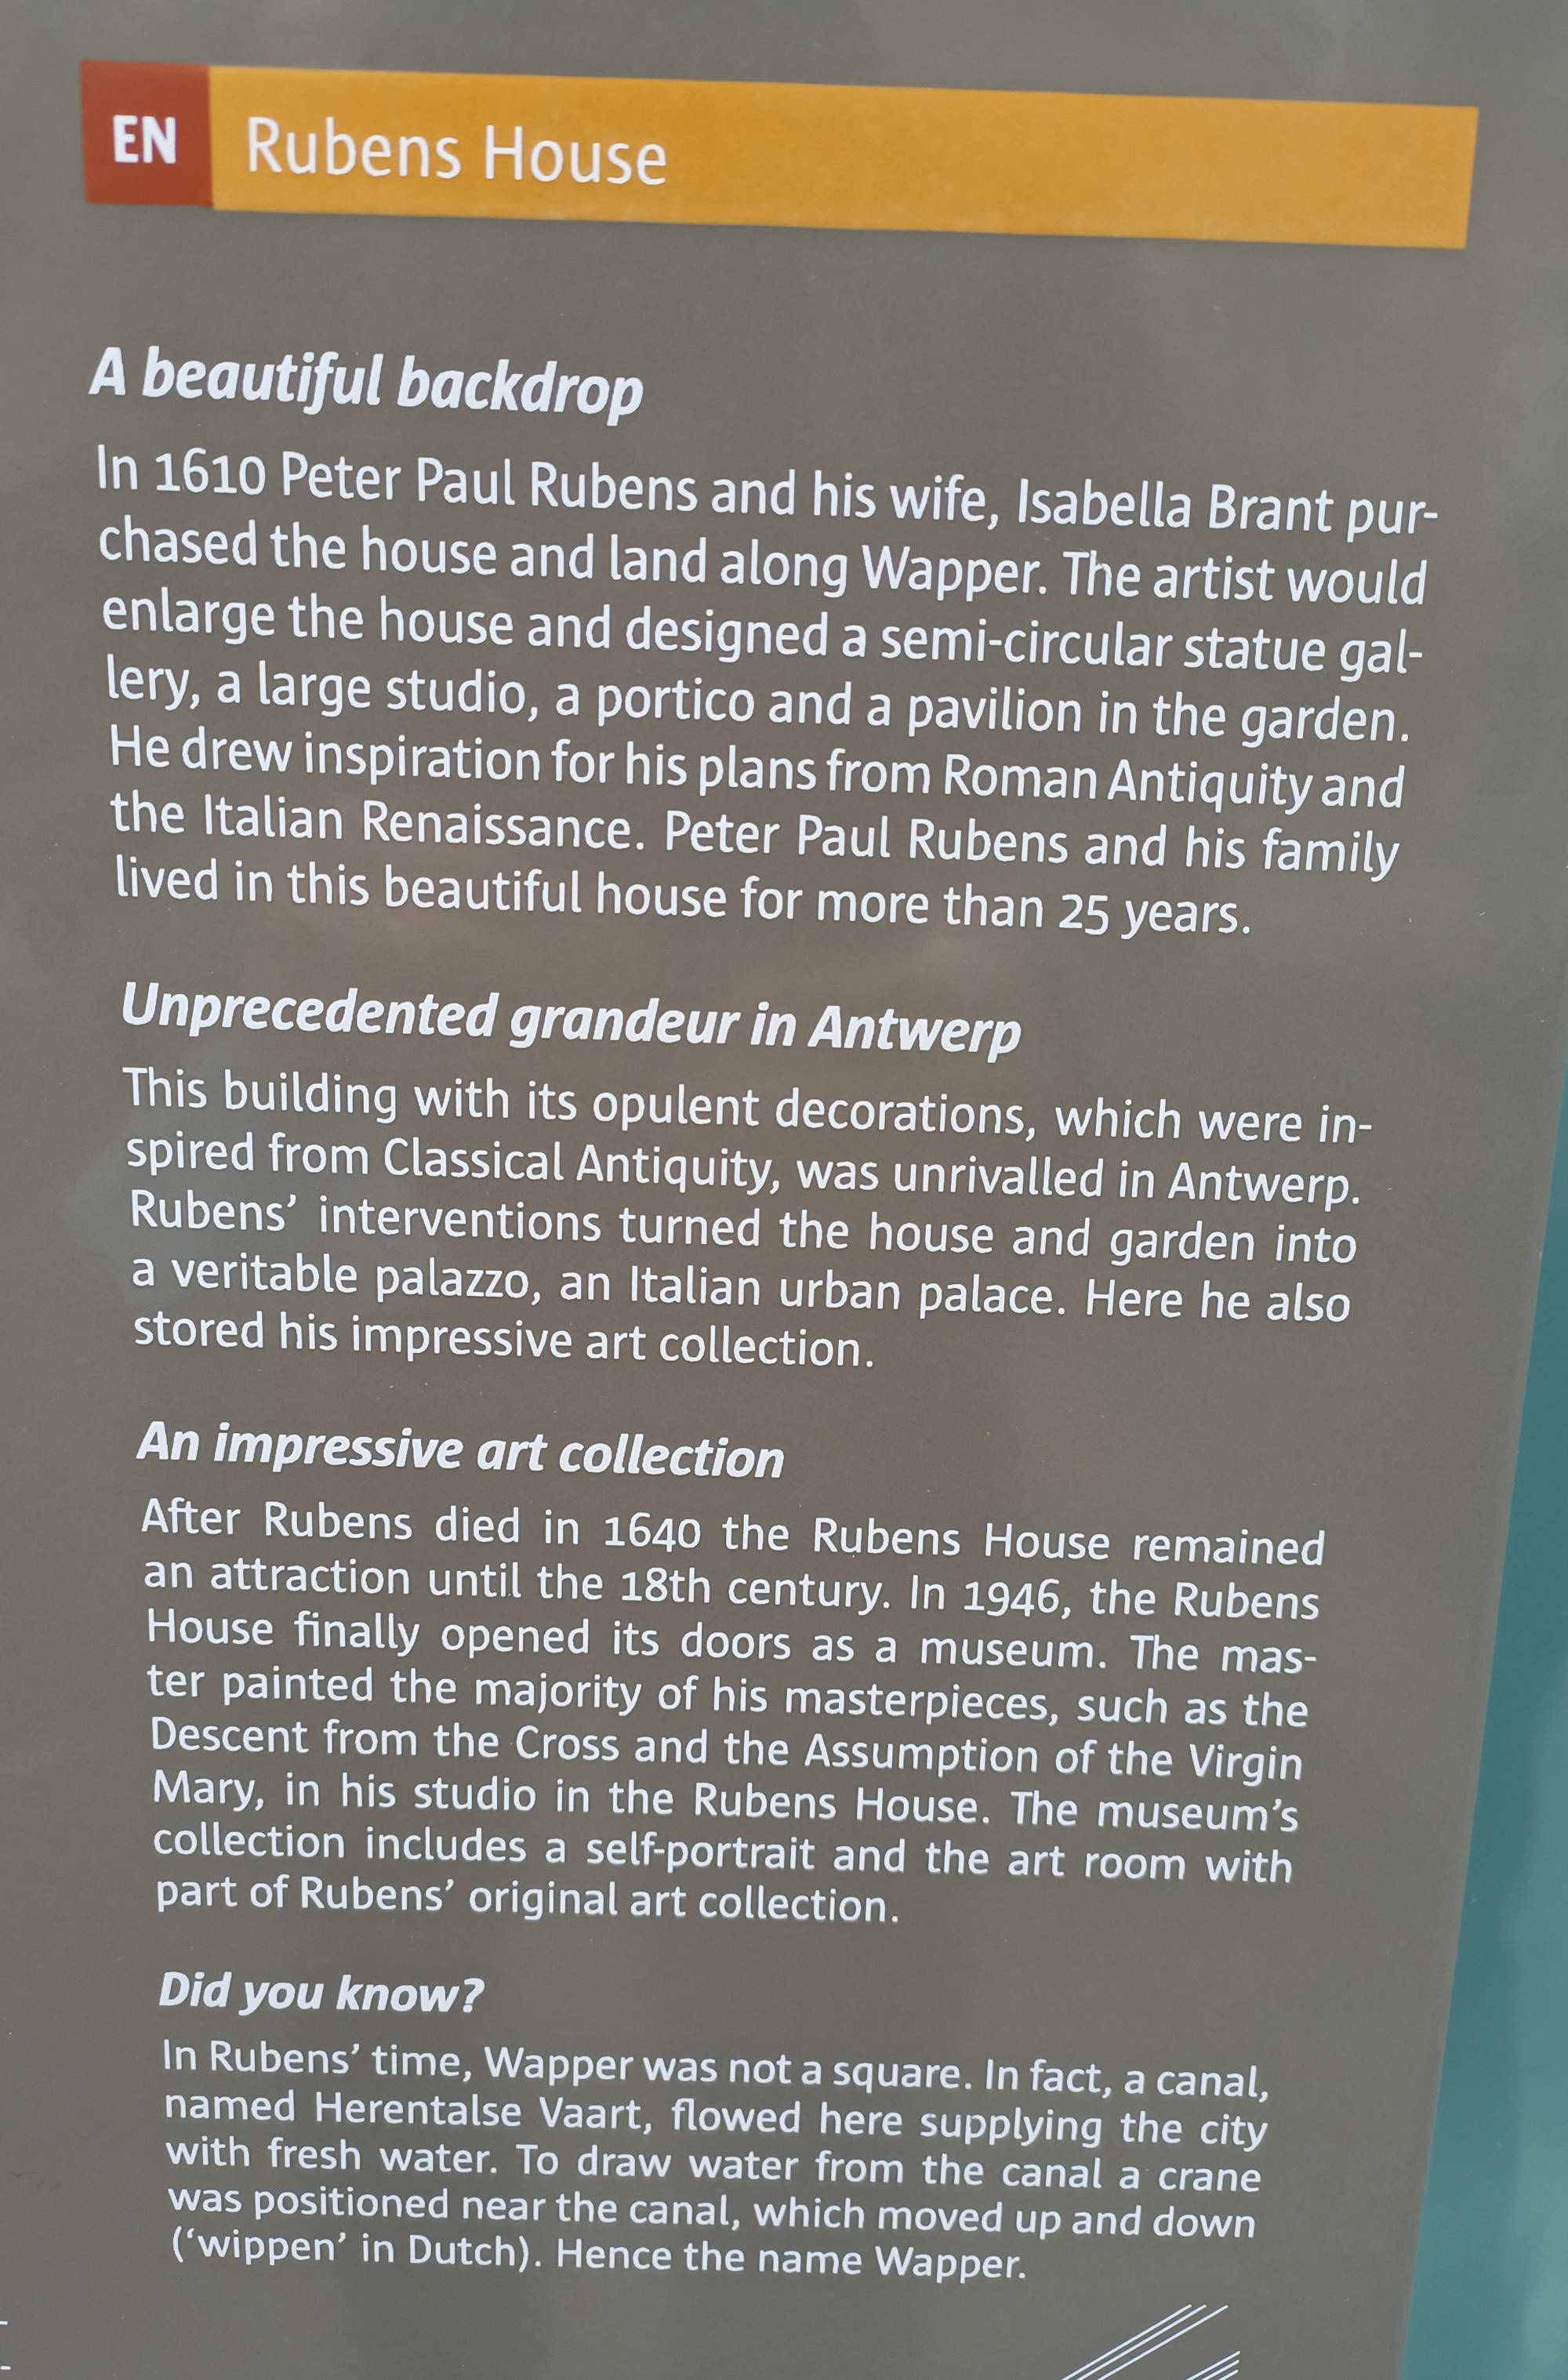 EN Rubens House
A beautiful backdrop
In 1610 Peter Paul Rubens and his wife, Isabella Brant pur-
chased the house and land along Wapper. The artist would
enlarge the house and designed a semi-circular statue gal-
lery, a large studio, a portico and a pavilion in the garden.
He drew inspiration for his plans from Roman Antiquity and
the Italian Renaissance. Peter Paul Rubens and his family
lived in this beautiful house for more than 25 years.
Unprecedented grandeur in Antwerp
This building with its opulent decorations, which were in-
spired from Classical Antiquity, was unrivalled in Antwerp.
Rubens’ interventions turned the house and garden into
a veritable palazzo, an Italian urban palace. Here he also
stored his impressive art collection.
An impressive art collection
After Rubens died in 1640 the Rubens House remained
an attraction until the 18th century. In 1946, the Rubens
House finally opened its doors as a museum. The mas-
ter painted the majority of his masterpieces, such as the
Descent from the Cross and the Assumption of the Virgin
Mary, in his studio in the Rubens House. The museum’s
collection includes a self-portrait and the art room with
part of Rubens’ original art collection.
Did you know?
In Rubens’ time, Wapper was not a square. In fact, a canal,
named Herentalse Vaart, flowed here supplying the city
with fresh water. To draw water from the canal a crane
was positioned near the canal, which moved up and down
(‘wippen’ in Dutch). Hence the name Wapper.